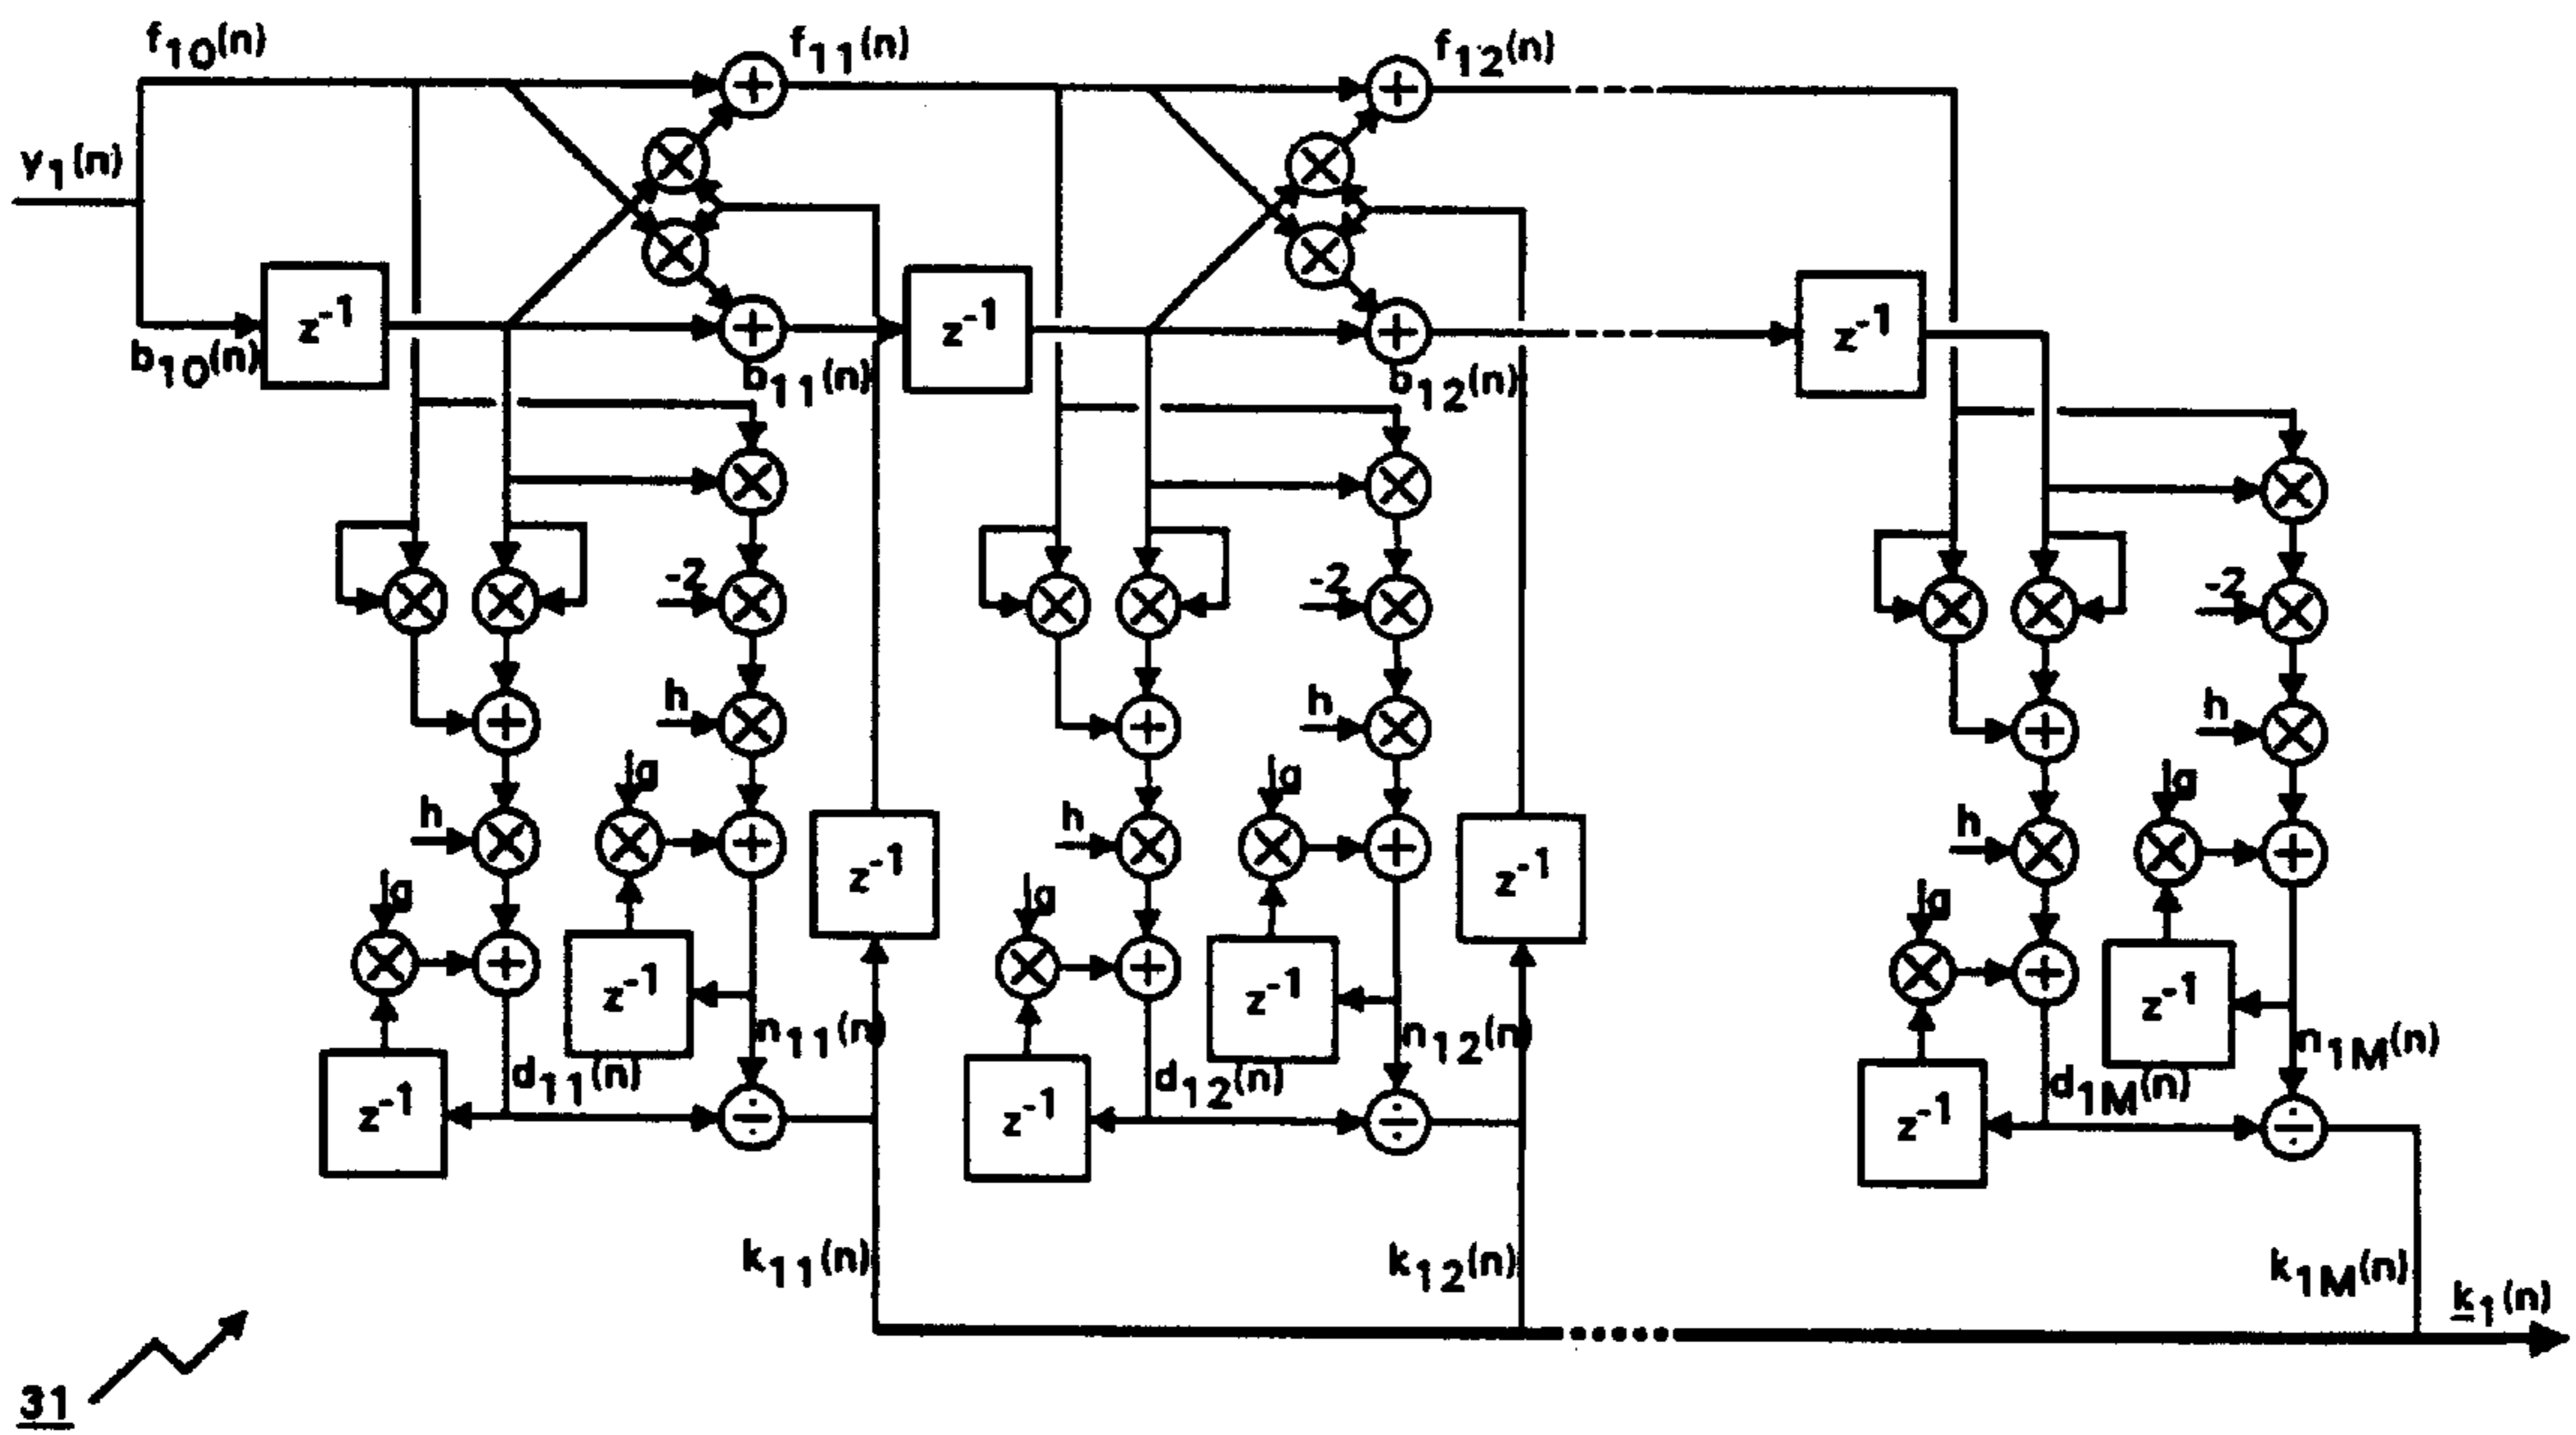 f10(n) f11(n) f12(n)
y1(n)
z-1 z-1 z-1
b10(n) b11(n) b12(n)
-2 -2 -2
h h h
g g g
h h h
z-1 z-1
g g g
z-1 z-1 z-1
n11(n) n12(n) n1M(n)
d11(n) d12(n) d1M(n)
z-1 z-1 z-1
k11(n) k12(n) k1M(n)
k1(n)
31